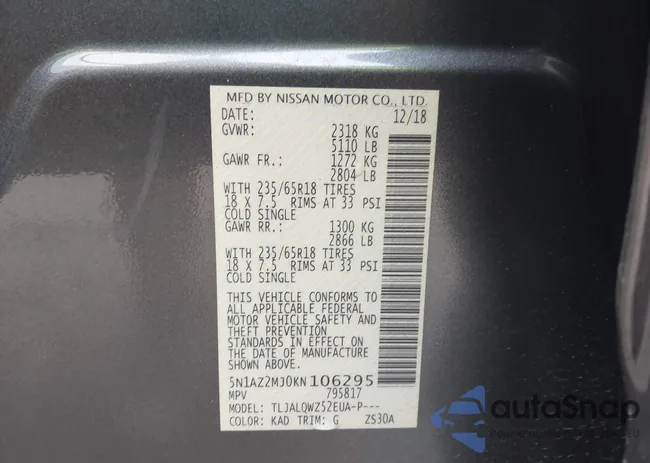 MFD BY NISSAN MOTOR CO., LTD.
DATE: 12/18
GVWR: 2318 KG
5110 LB
GAWR FR.: 1272 KG
2804 LB
WITH 235/65R18 TIRES
18 X 7.5 RIMS AT 33 PSI
COLD SINGLE
GAWR RR.: 1300 KG
2866 LB
WITH 235/65R18 TIRES
18 X 7.5 RIMS AT 33 PSI
COLD SINGLE
THIS VEHICLE CONFORMS TO
ALL APPLICABLE FEDERAL
MOTOR VEHICLE SAFETY AND
THEFT PREVENTION
STANDARDS IN EFFECT ON
THE DATE OF MANUFACTURE
SHOWN ABOVE.
5N1AZ2MJ0KN106295
MPV 795817
MODEL: TLJALQWZ52EUA-P---
COLOR: KAD TRIM: G ZS30A
autoSnap